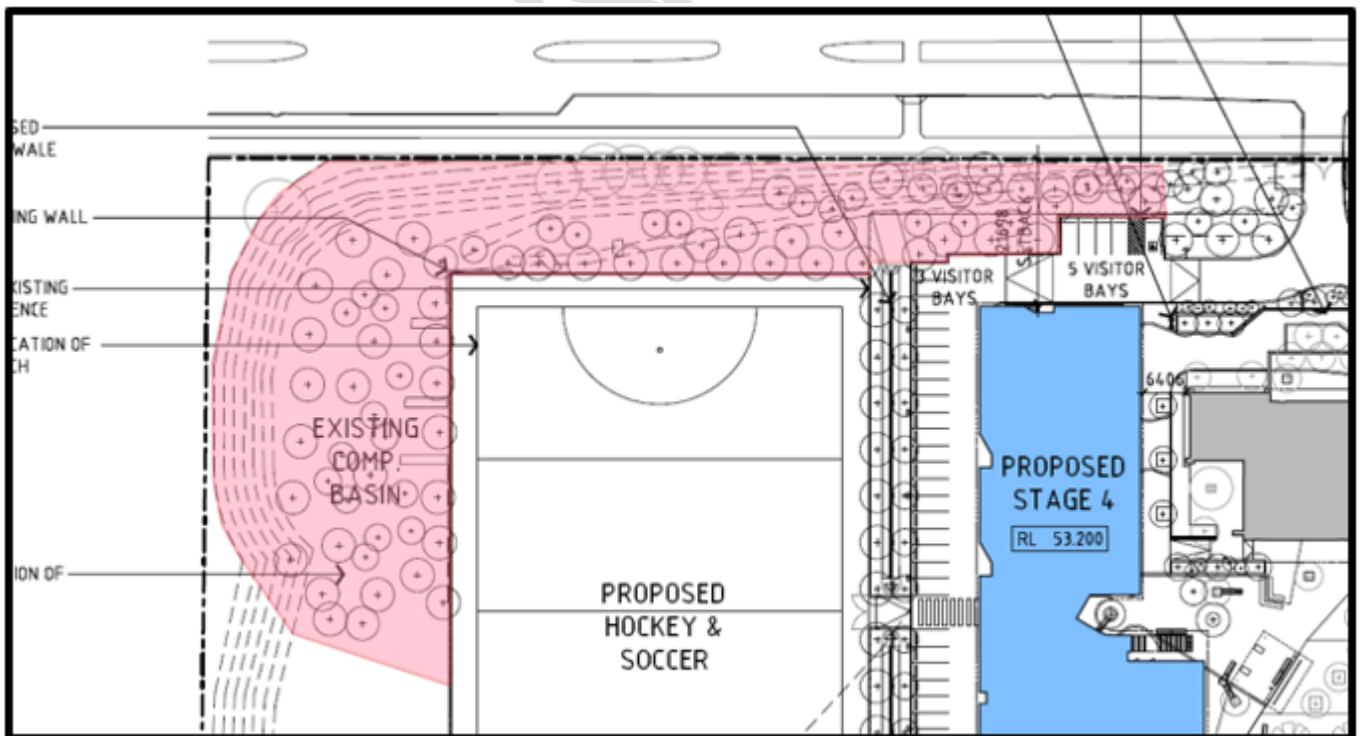 SED
WALE
ING WALL
XISTING
ENCE
CATION OF
CH
ION OF
EXISTING
COMP.
BASIN
PROPOSED
HOCKEY &
SOCCER
21698
SETBACK
3 VISITOR
BAYS
5 VISITOR
BAYS
6406
PROPOSED
STAGE 4
RL 53.200